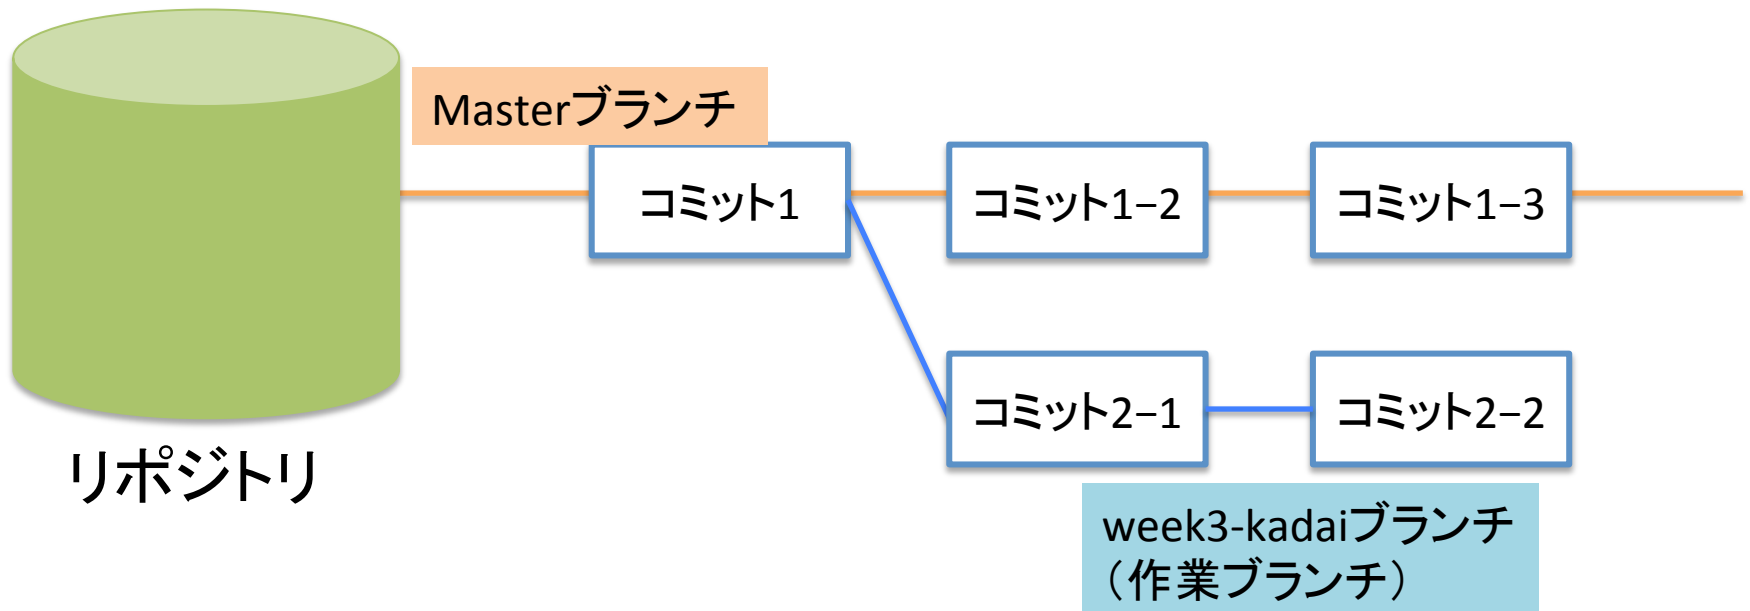 Masterブランチ
コミット1
コミット1−2
コミット1−3
コミット2−1
コミット2−2
リポジトリ
week3-kadaiブランチ
（作業ブランチ）